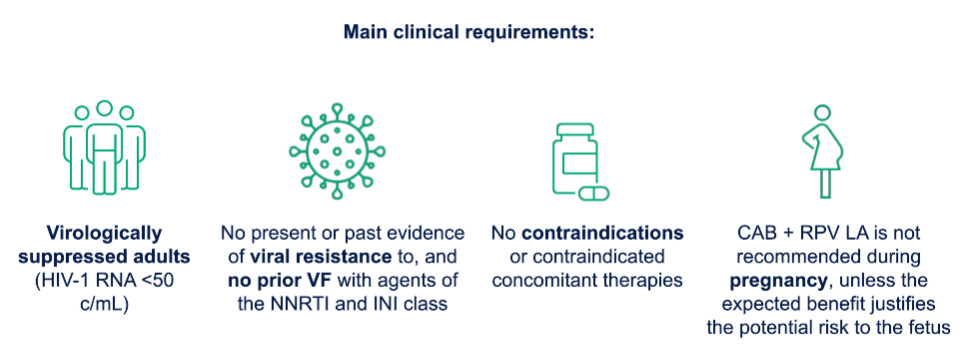 Main clinical requirements:
Virologically
suppressed adults
(HIV-1 RNA <50
c/mL)
No present or past evidence
of viral resistance to, and
no prior VF with agents of
the NNRTI and INI class
No contraindications
or contraindicated
concomitant therapies
CAB + RPV LA is not
recommended during
pregnancy, unless the
expected benefit justifies
the potential risk to the fetus